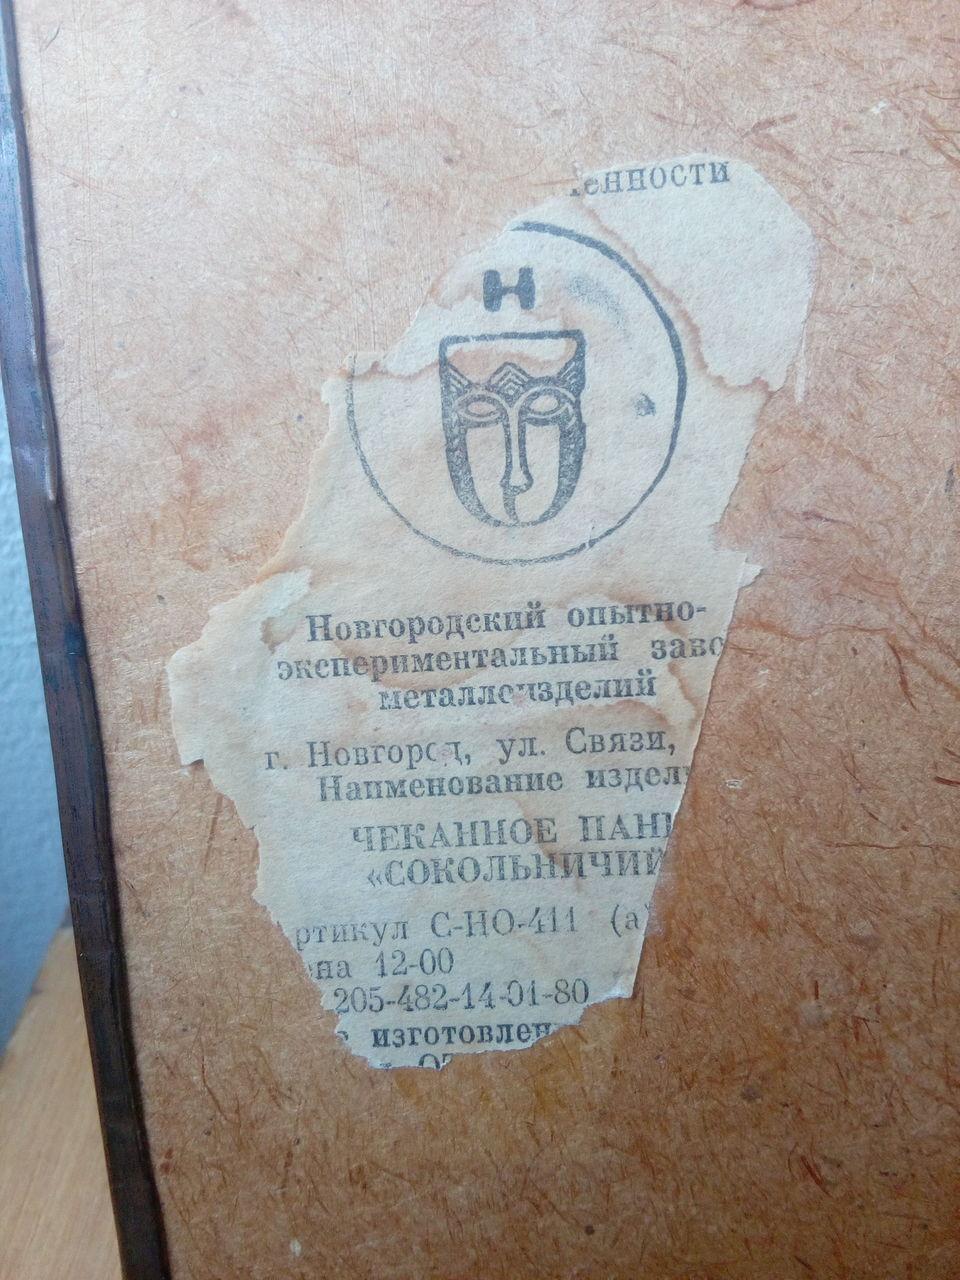 енности
Н
Новгородский опытно-
экспериментальный заво
металлоизделий
г. Новгород, ул. Связи,
Наименование издел
ЧЕКАННОЕ ПАН
«СОКОЛЬНИЧИЙ
ртикул С-НО-411 (а)
на 12-00
205-482-14-01-80
изготовлен